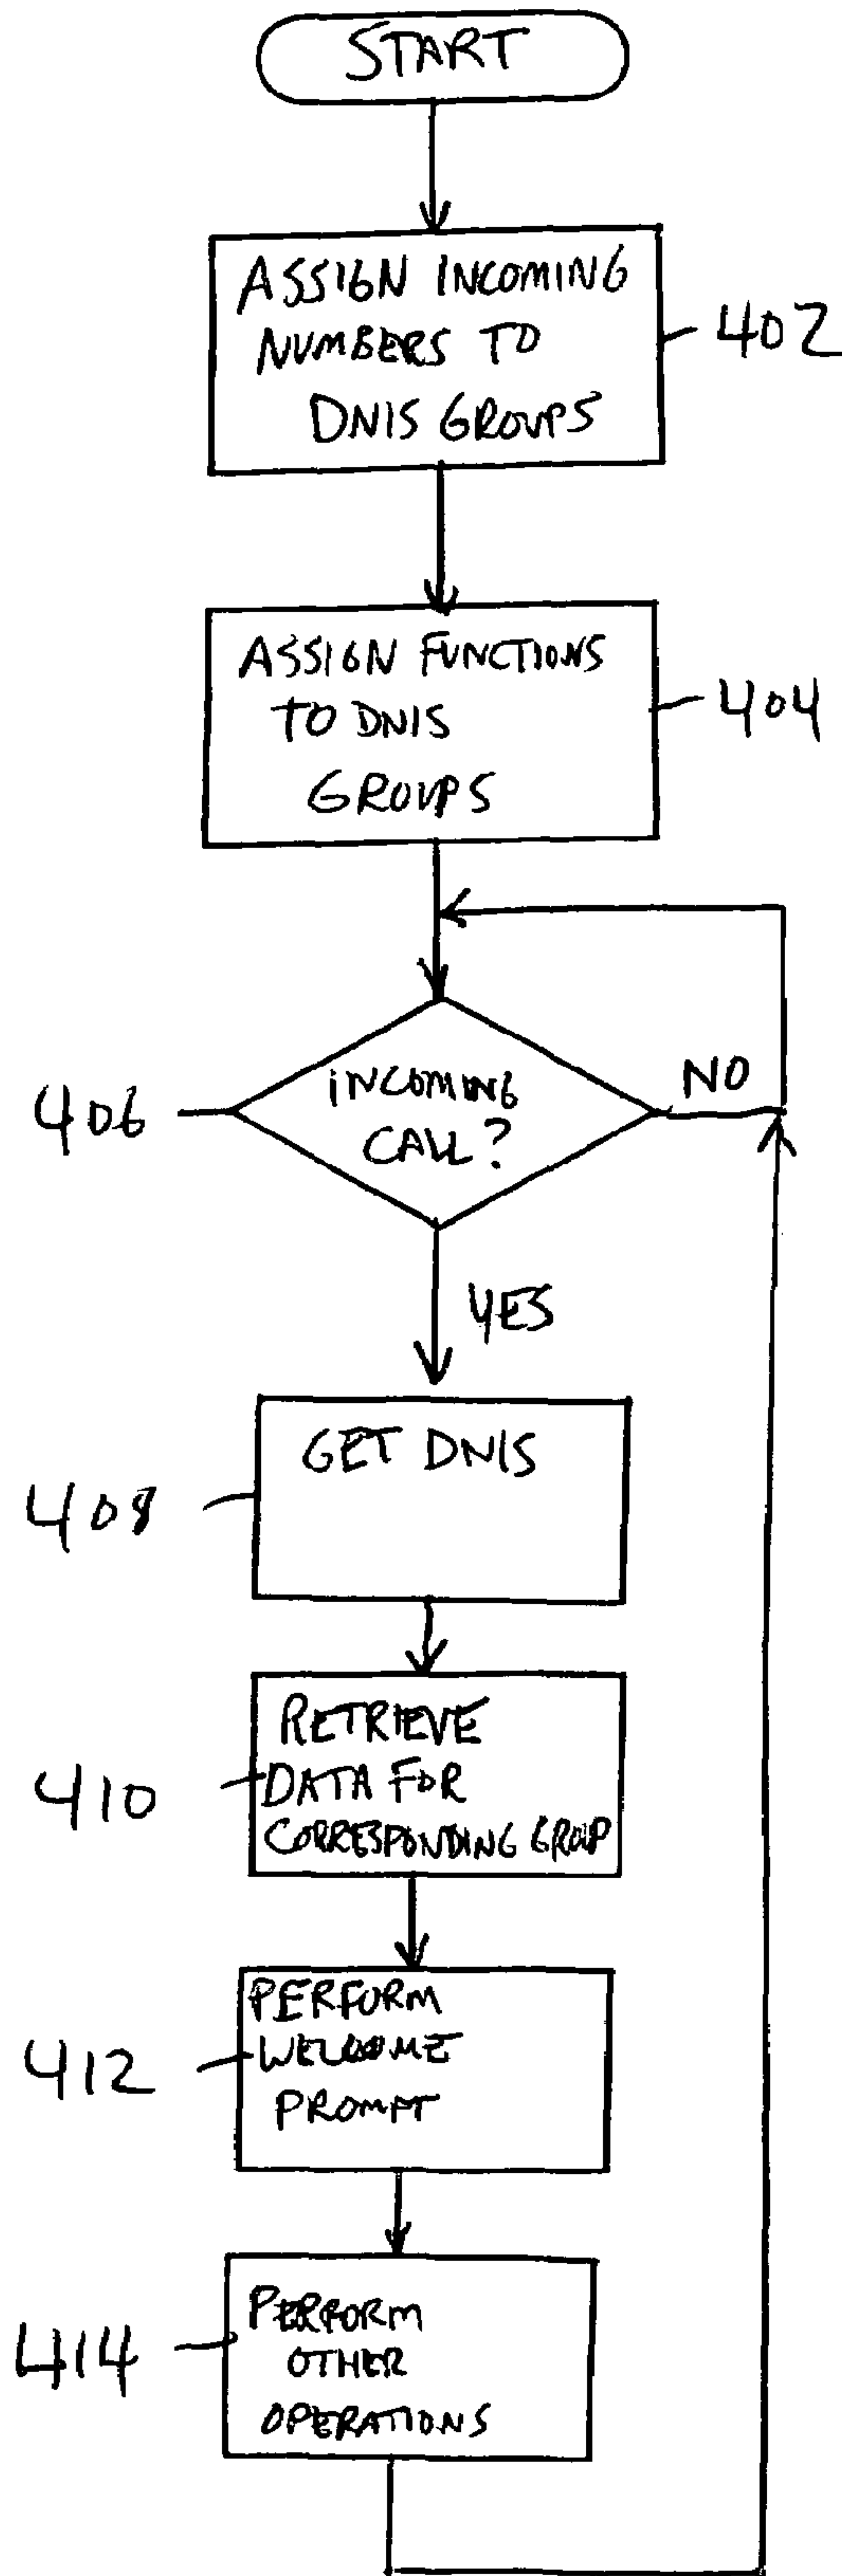 START
ASSIGN INCOMING
NUMBERS TO
DNIS GROUPS
402
ASSIGN FUNCTIONS
TO DNIS
GROUPS
404
406
INCOMING
CALL?
NO
YES
GET DNIS
408
RETRIEVE
DATA FOR
CORRESPONDING GROUP
410
PERFORM
WELCOME
PROMPT
412
PERFORM
OTHER
OPERATIONS
414